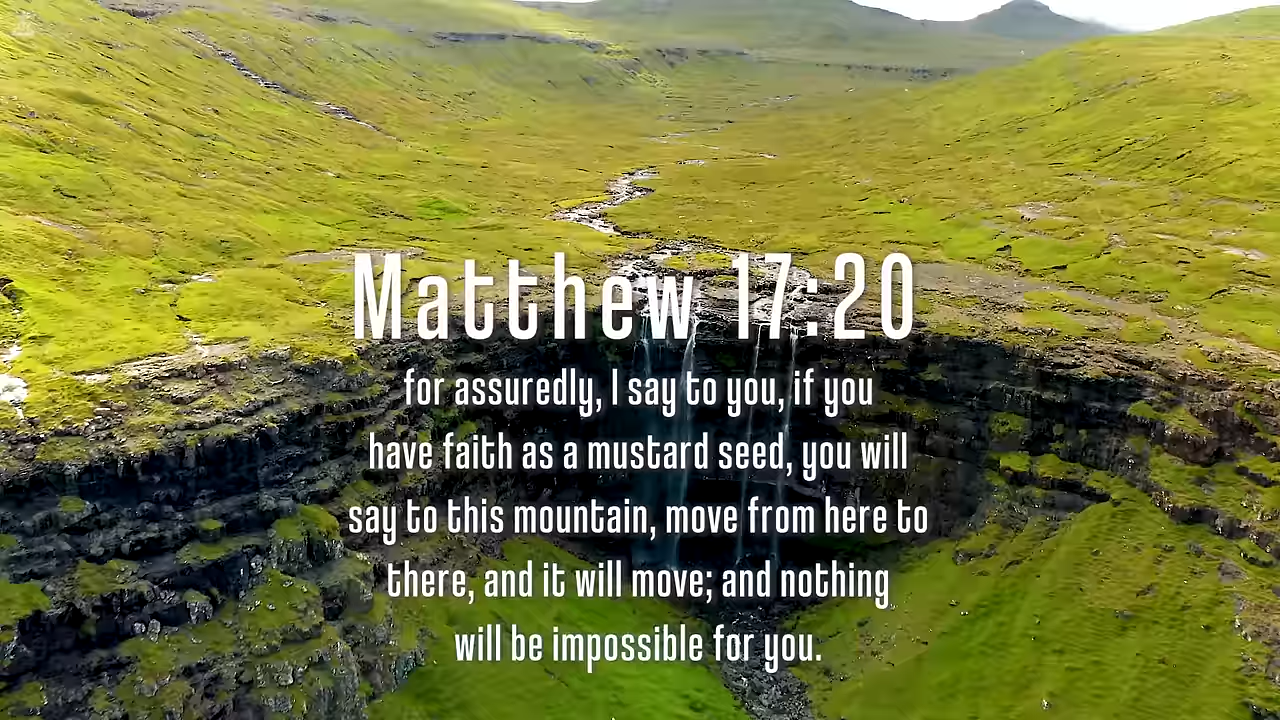 Matthew 17:20
for assuredly, I say to you, if you
have faith as a mustard seed, you will
say to this mountain, move from here to
there, and it will move; and nothing
will be impossible for you.